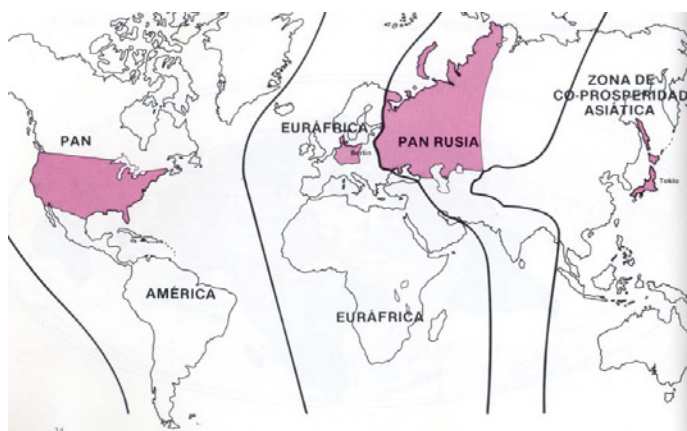 ZONA DE
CO-PROSPERIDAD
ASIÁTICA
EURÁFRICA
PAN
PAN RUSIA
Berlín
Tokio
AMÉRICA
EURÁFRICA